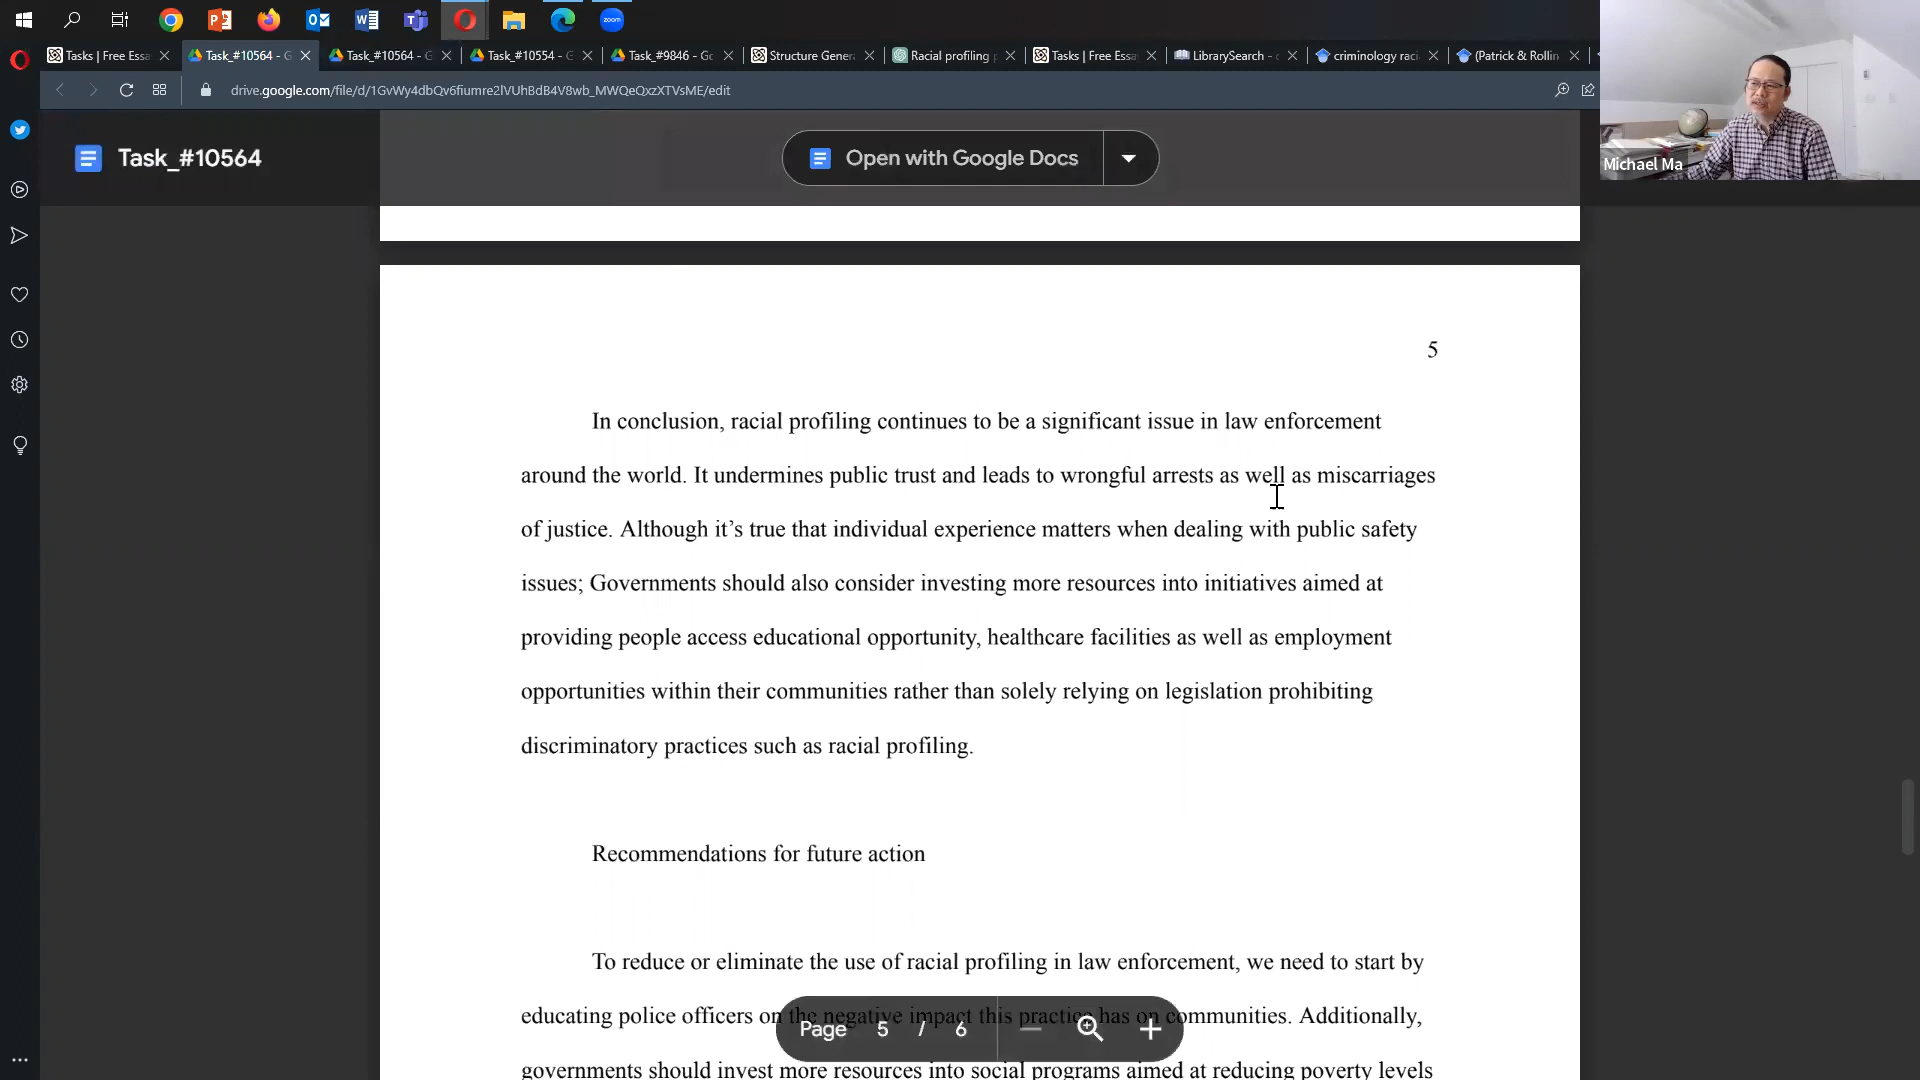 zoom
Tasks | Free Essa
Task_#10564 - G
Task_#10564 - G
Task_#10554 - G
Task_#9846 - Go
Structure Gener
Racial profiling p
Tasks | Free Essa
LibrarySearch - c
criminology raci
(Patrick & Rollin
drive.google.com/file/d/1GvWy4dbQv6fiumre2lVUhBdB4V8wb_MWQeQxzXTVsME/edit
Michael Ma
Task_#10564
Open with Google Docs
5
In conclusion, racial profiling continues to be a significant issue in law enforcement
around the world. It undermines public trust and leads to wrongful arrests as well as miscarriages
of justice. Although it’s true that individual experience matters when dealing with public safety
issues; Governments should also consider investing more resources into initiatives aimed at
providing people access educational opportunity, healthcare facilities as well as employment
opportunities within their communities rather than solely relying on legislation prohibiting
discriminatory practices such as racial profiling.
Recommendations for future action
To reduce or eliminate the use of racial profiling in law enforcement, we need to start by
educating police officers on the negative impact this practice has on communities. Additionally,
Page 5 / 6
governments should invest more resources into social programs aimed at reducing poverty levels